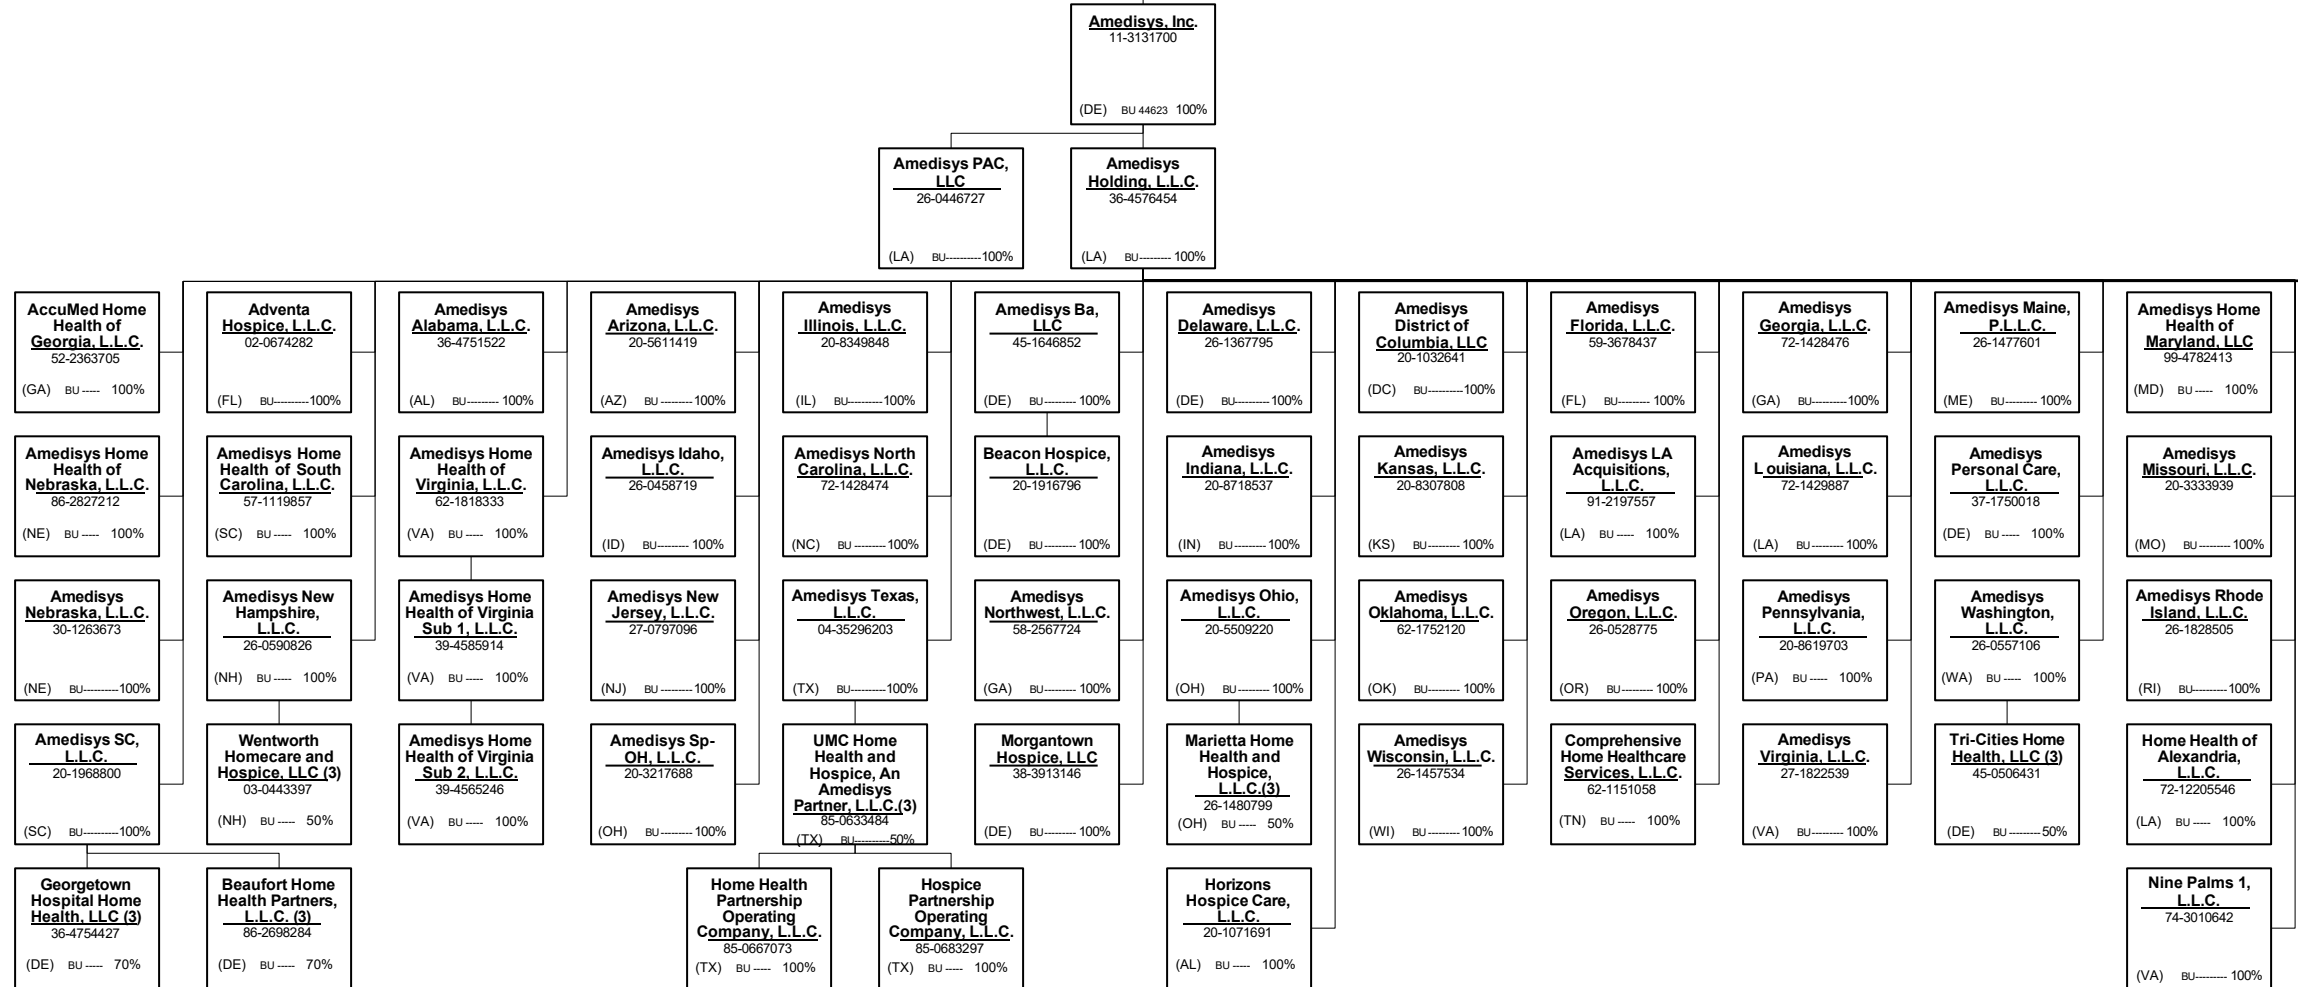 Amedisys, Inc.
11-3131700
(DE) BU 44623 100%
Amedisys PAC,
LLC
26-0446727
(LA) BU----------100%
Amedisys
Holding, L.L.C.
36-4576454
(LA) BU--------- 100%
AccuMed Home
Health of
Georgia, L.L.C.
52-2363705
(GA) BU ----- 100%
Adventa
Hospice, L.L.C.
02-0674282
(FL) BU----------100%
Amedisys
Alabama, L.L.C.
36-4751522
(AL) BU--------- 100%
Amedisys
Arizona, L.L.C.
20-5611419
(AZ) BU ---------100%
Amedisys
Illinois, L.L.C.
20-8349848
(IL) BU----------100%
Amedisys Ba,
LLC
45-1646852
(DE) BU--------- 100%
Amedisys
Delaware, L.L.C.
26-1367795
(DE) BU--------- 100%
Amedisys
District of
Columbia, LLC
20-1032641
(DC) BU----------100%
Amedisys
Florida, L.L.C.
59-3678437
(FL) BU--------- 100%
Amedisys
Georgia, L.L.C.
72-1428476
(GA) BU---------100%
Amedisys Maine,
P.L.L.C.
26-1477601
(ME) BU---------100%
Amedisys Home
Health of
Maryland, LLC
99-4782413
(MD) BU ----- 100%
Amedisys Home
Health of
Nebraska, L.L.C.
86-2827212
(NE) BU ----- 100%
Amedisys Home
Health of South
Carolina, L.L.C.
57-1119857
(SC) BU ----- 100%
Amedisys Home
Health of
Virginia, L.L.C.
62-1818333
(VA) BU ----- 100%
Amedisys Idaho,
L.L.C.
26-0458719
(ID) BU--------- 100%
Amedisys North
Carolina, L.L.C.
72-1428474
(NC) BU ---------100%
Beacon Hospice,
L.L.C.
20-1916796
(DE) BU--------- 100%
Amedisys
Indiana, L.L.C.
20-8718537
(IN) BU--------- 100%
Amedisys
Kansas, L.L.C.
20-8307808
(KS) BU--------- 100%
Amedisys LA
Acquisitions,
L.L.C.
91-2197557
(LA) BU ----- 100%
Amedisys
L ouisiana, L.L.C.
72-1429887
(LA) BU---------100%
Amedisys
Personal Care,
L.L.C.
37-1750018
(DE) BU ----- 100%
Amedisys
Missouri, L.L.C.
20-3333939
(MO) BU ---------100%
Amedisys
Nebraska, L.L.C.
30-1263673
(NE) BU----------100%
Amedisys New
Hampshire,
L.L.C.
26-0590826
(NH) BU ----- 100%
Amedisys Home
Health of Virginia
Sub 1, L.L.C.
39-4585914
(VA) BU ----- 100%
Amedisys New
Jersey, L.L.C.
27-0797096
(NJ) BU ---------100%
Amedisys Texas,
L.L.C.
04-35296203
(TX) BU----------100%
Amedisys
Northwest, L.L.C.
58-2567724
(GA) BU--------- 100%
Amedisys Ohio,
L.L.C.
20-5509220
(OH) BU---------100%
Amedisys
Oklahoma, L.L.C.
62-1752120
(OK) BU--------- 100%
Amedisys
Oregon, L.L.C.
26-0528775
(OR) BU--------- 100%
Amedisys
Pennsylvania,
L.L.C.
20-8619703
(PA) BU ----- 100%
Amedisys
Washington,
L.L.C.
26-0557106
(WA) BU ----- 100%
Amedisys Rhode
Island, L.L.C.
26-1828505
(RI) BU----------100%
Amedisys SC,
L.L.C.
20-1968800
(SC) BU----------100%
Wentworth
Homecare and
Hospice, LLC (3)
03-0443397
(NH) BU ----- 50%
Amedisys Home
Health of Virginia
Sub 2, L.L.C.
39-4565246
(VA) BU ----- 100%
Amedisys Sp-
OH, L.L.C.
20-3217688
(OH) BU ---------100%
UMC Home
Health and
Hospice, An
Amedisys
Partner, L.L.C.(3)
85-0633484
(TX) BU----------50%
Morgantown
Hospice, LLC
38-3913146
(DE) BU--------- 100%
Marietta Home
Health and
Hospice,
L.L.C.(3)
26-1480799
(OH) BU ----- 50%
Amedisys
Wisconsin, L.L.C.
26-1457534
(WI) BU---------100%
Comprehensive
Home Healthcare
Services, L.L.C.
62-1151058
(TN) BU ----- 100%
Amedisys
Virginia, L.L.C.
27-1822539
(VA) BU--------- 100%
Tri-Cities Home
Health, LLC (3)
45-0506431
(DE) BU ---------50%
Home Health of
Alexandria,
L.L.C.
72-12205546
(LA) BU ----- 100%
Georgetown
Hospital Home
Health, LLC (3)
36-4754427
(DE) BU ----- 70%
Beaufort Home
Health Partners,
L.L.C. (3)
86-2698284
(DE) BU ----- 70%
Home Health
Partnership
Operating
Company, L.L.C.
85-0667073
(TX) BU ----- 100%
Hospice
Partnership
Operating
Company, L.L.C.
85-0683297
(TX) BU ----- 100%
Horizons
Hospice Care,
L.L.C.
20-1071691
(AL) BU ----- 100%
Nine Palms 1,
L.L.C.
74-3010642
(VA) BU--------- 100%